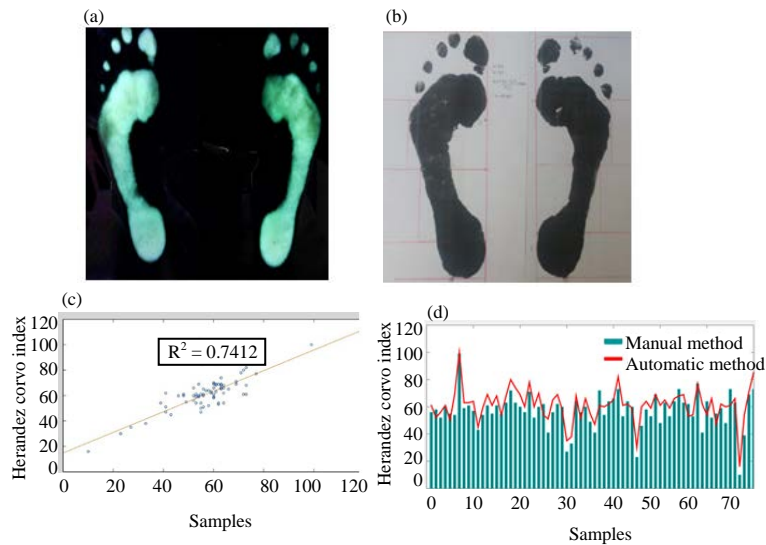 (a)
(b)
(c)
Herandez corvo index
120
100
80
60
40
20
0
R² = 0.7412
0 20 40 60 80 100 120
Samples
(d)
Herandez corvo index
120
100
80
60
40
20
0
Manual method
Automatic method
0 10 20 30 40 50 60 70
Samples